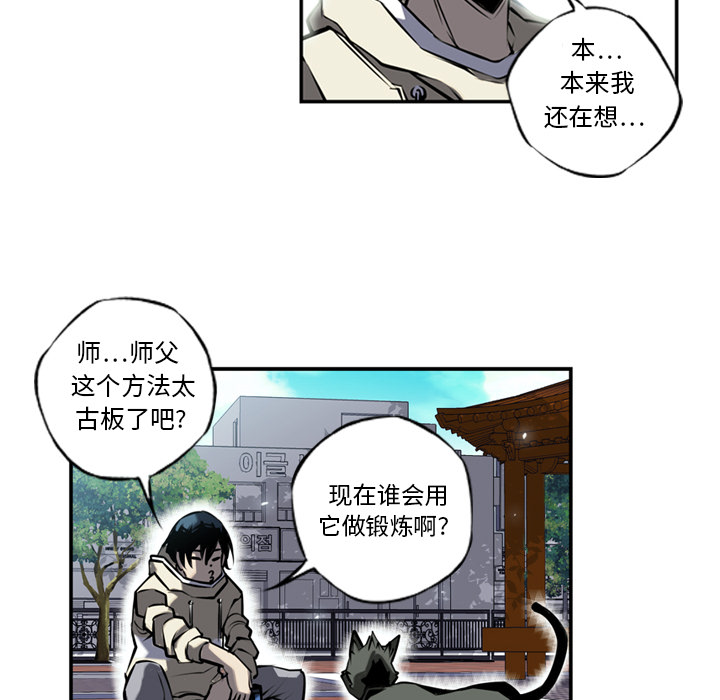 本...
本来我
还在想...
师...师父
这个方法太
古板了吧?
现在谁会用
它做锻炼啊?
이글
의점